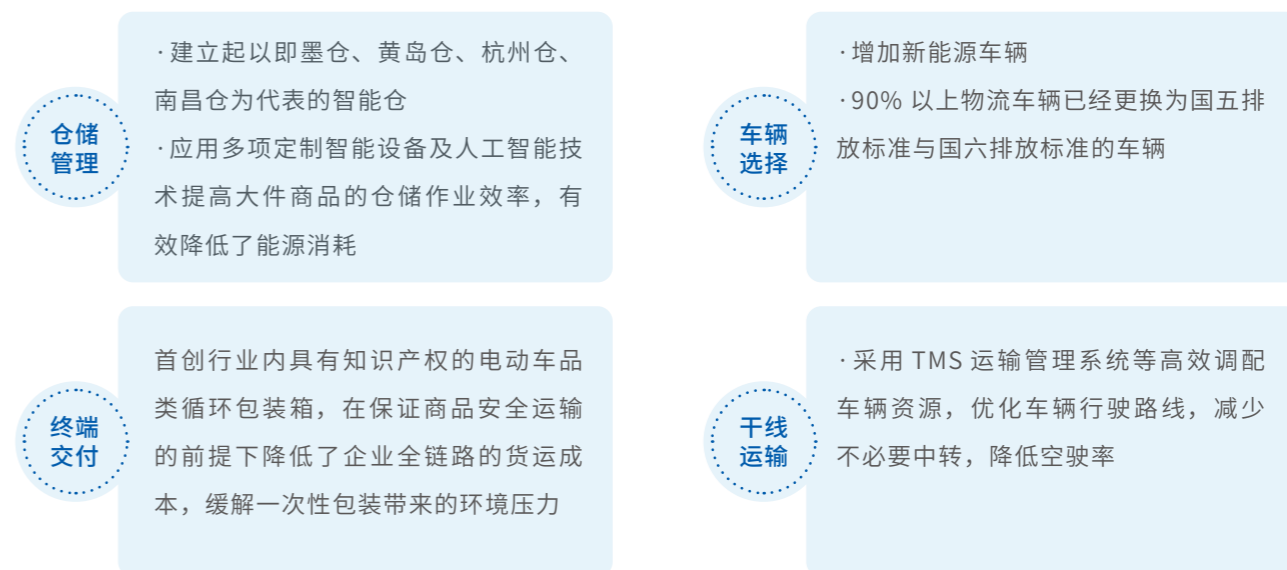 仓储
管理
·建立起以即墨仓、黄岛仓、杭州仓、
南昌仓为代表的智能仓
·应用多项定制智能设备及人工智能技
术提高大件商品的仓储作业效率，有
效降低了能源消耗
车辆
选择
·增加新能源车辆
·90% 以上物流车辆已经更换为国五排
放标准与国六排放标准的车辆
终端
交付
首创行业内具有知识产权的电动车品
类循环包装箱，在保证商品安全运输
的前提下降低了企业全链路的货运成
本，缓解一次性包装带来的环境压力
干线
运输
·采用 TMS 运输管理系统等高效调配
车辆资源，优化车辆行驶路线，减少
不必要中转，降低空驶率